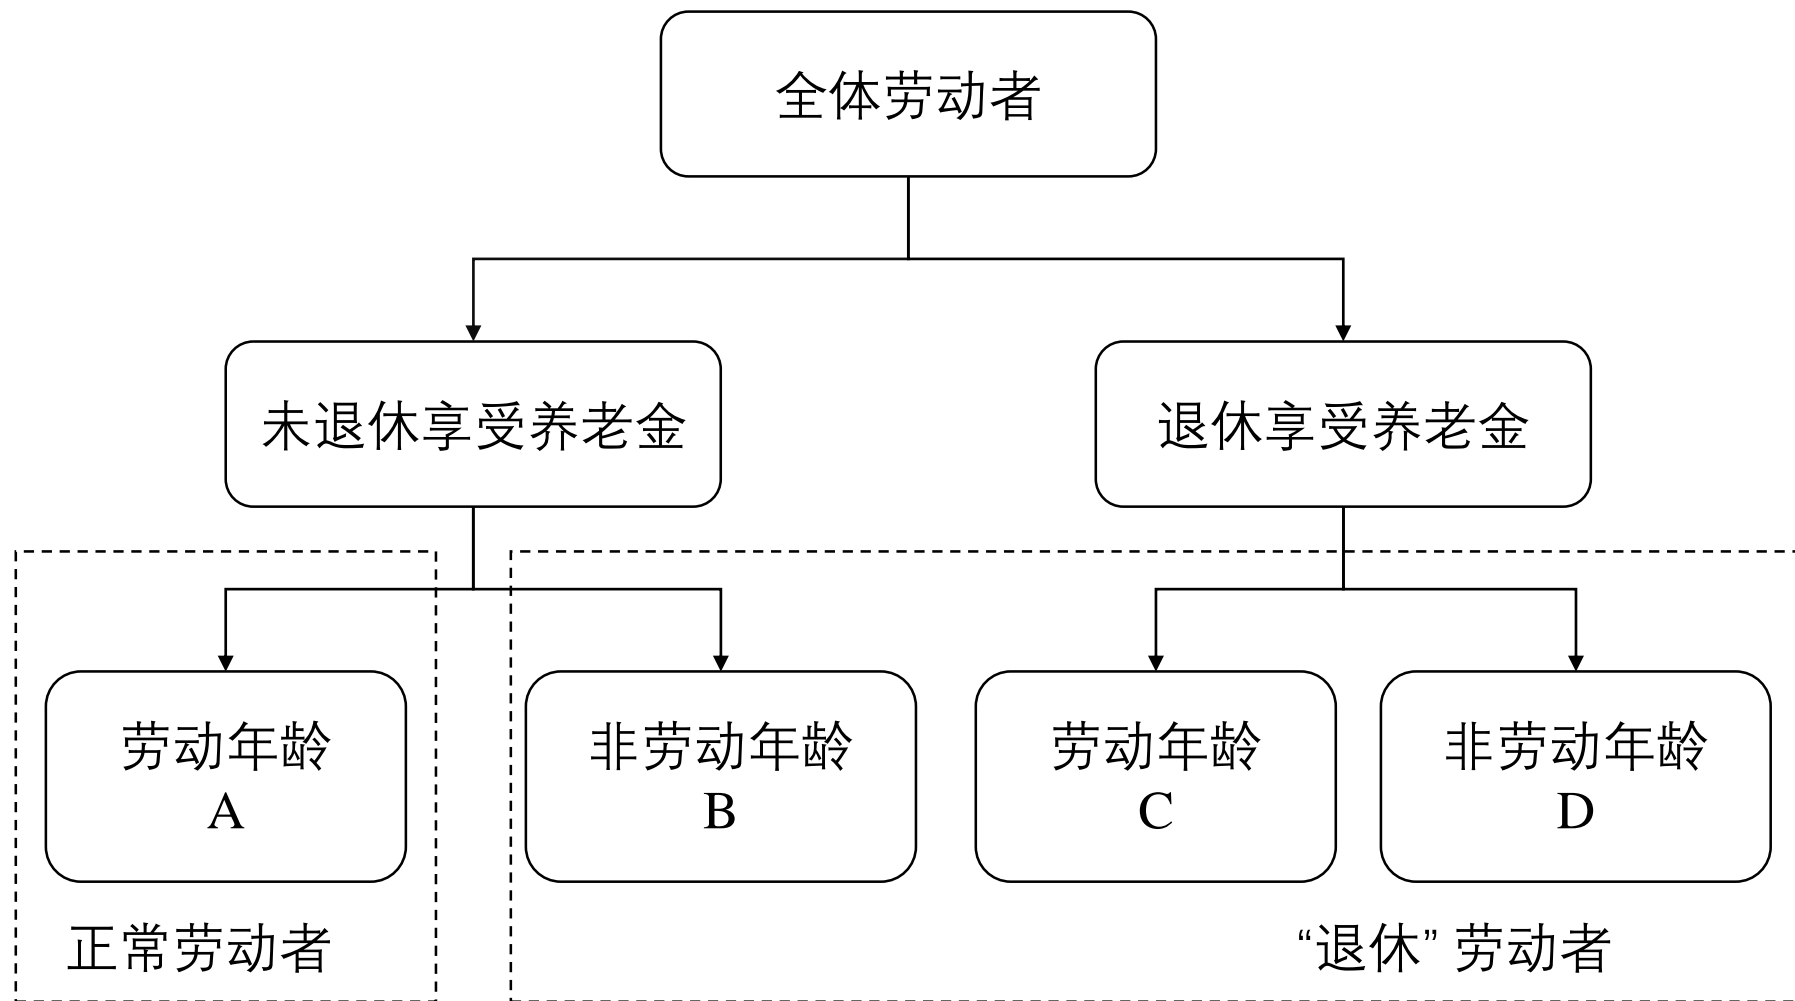 全体劳动者
未退休享受养老金
退休享受养老金
劳动年龄
A
非劳动年龄
B
劳动年龄
C
非劳动年龄
D
正常劳动者
“退休” 劳动者